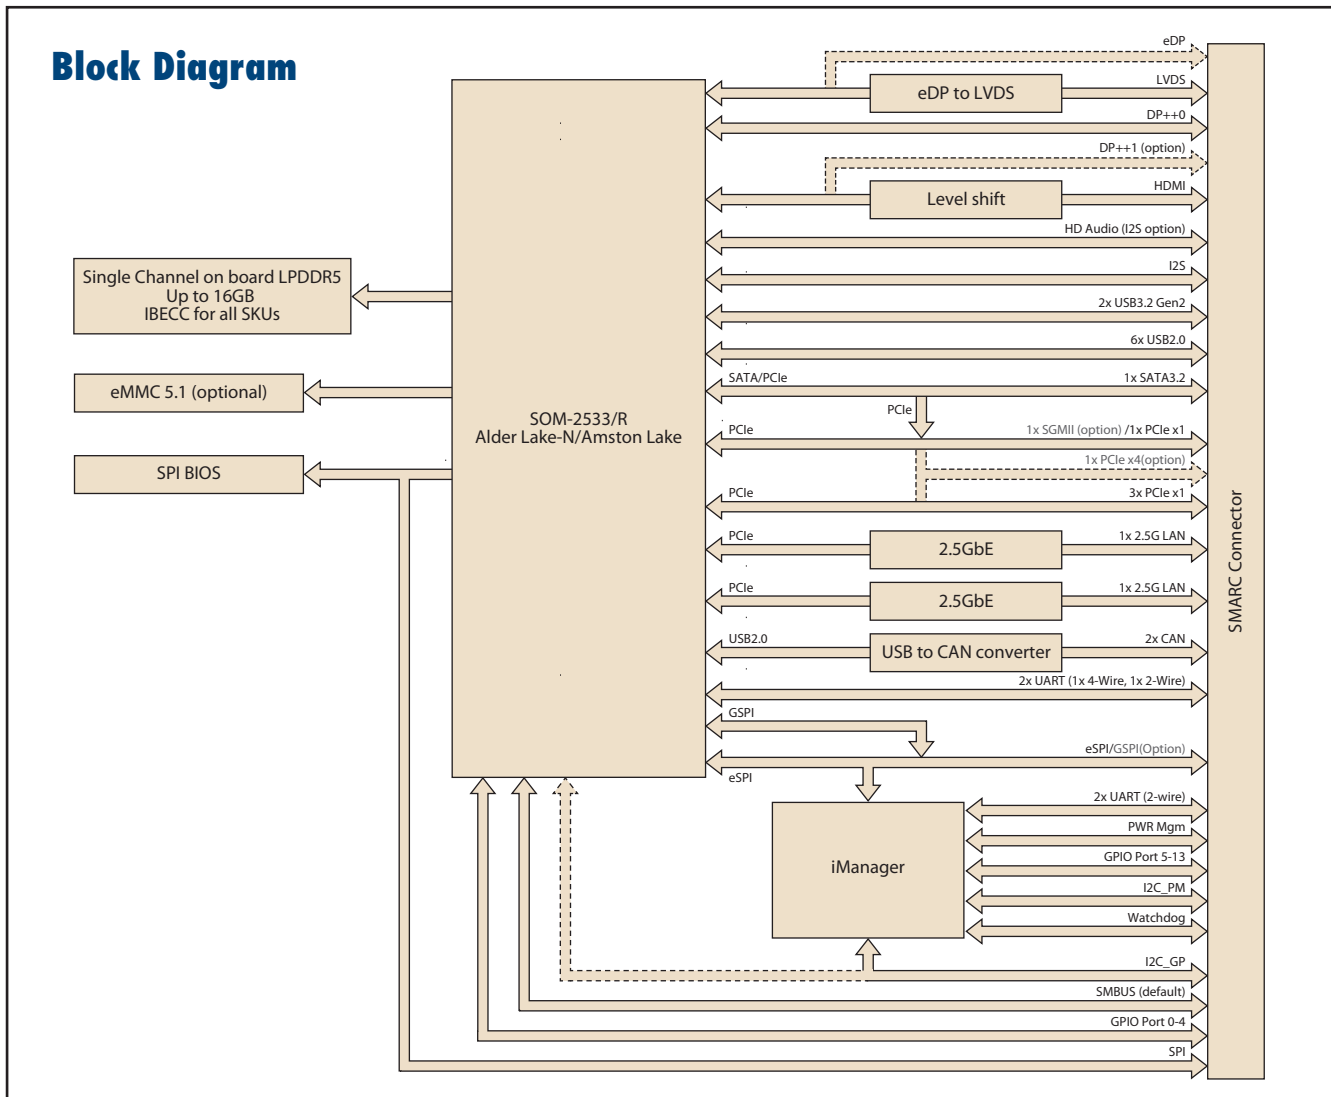 Block Diagram
eDP
eDP to LVDS
LVDS
DP++0
DP++1 (option)
Level shift
HDMI
HD Audio (I2S option)
I2S
2x USB3.2 Gen2
6x USB2.0
SATA/PCIe
1x SATA3.2
PCIe
PCIe
1x SGMII (option) /1x PCIe x1
1x PCIe x4(option)
PCIe
3x PCIe x1
PCIe
2.5GbE
1x 2.5G LAN
PCIe
2.5GbE
1x 2.5G LAN
USB2.0
USB to CAN converter
2x CAN
2x UART (1x 4-Wire, 1x 2-Wire)
GSPI
eSPI/GSPI(Option)
eSPI
Single Channel on board LPDDR5
Up to 16GB
IBECC for all SKUs
eMMC 5.1 (optional)
SPI BIOS
SOM-2533/R
Alder Lake-N/Amston Lake
iManager
2x UART (2-wire)
PWR Mgm
GPIO Port 5-13
I2C_PM
Watchdog
I2C_GP
SMBUS (default)
GPIO Port 0-4
SPI
SMARC Connector